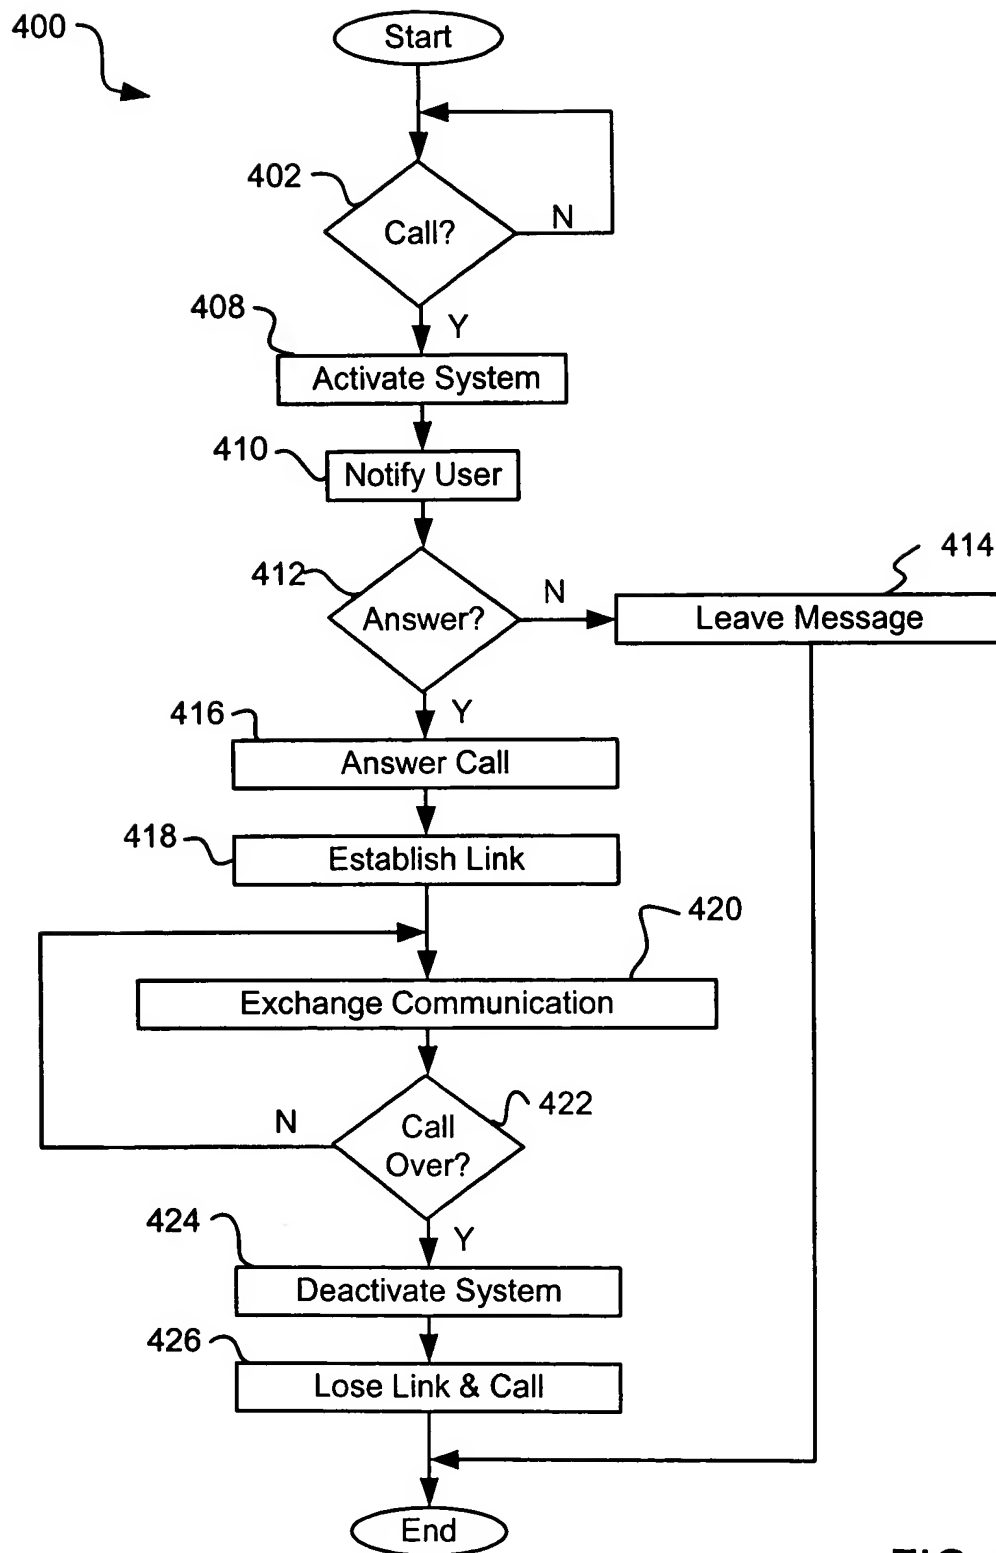 400
Start
402
Call?
N
408
Y
Activate System
410
Notify User
412
Answer?
N
414
Leave Message
416
Y
Answer Call
418
Establish Link
420
Exchange Communication
422
Call
Over?
N
424
Y
Deactivate System
426
Lose Link & Call
End